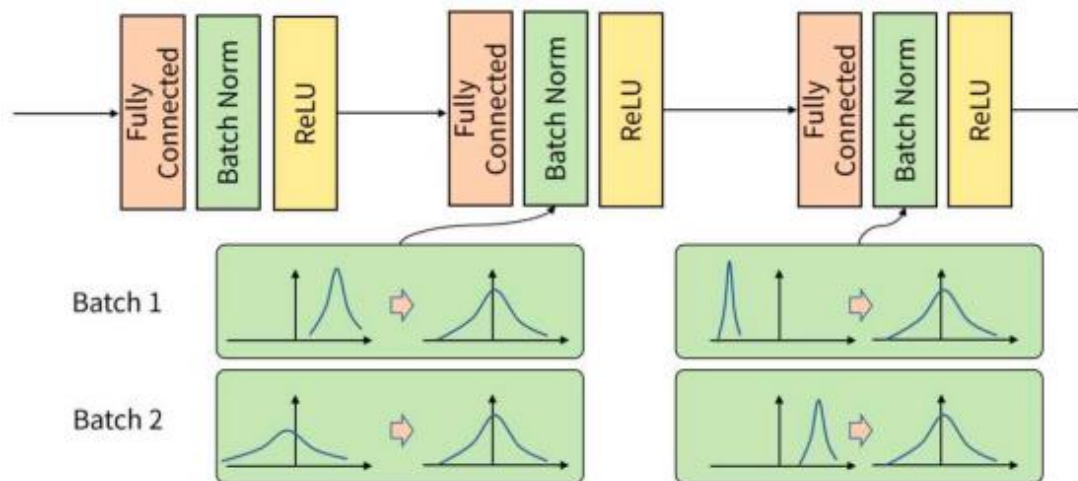 Fully
Connected
Batch Norm
ReLU
Fully
Connected
Batch Norm
ReLU
Fully
Connected
Batch Norm
ReLU
Batch 1
Batch 2